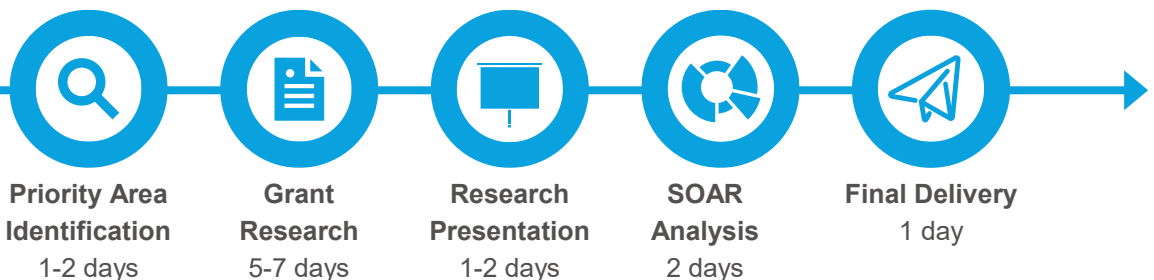 Priority Area
Identification
1-2 days
Grant
Research
5-7 days
Research
Presentation
1-2 days
SOAR
Analysis
2 days
Final Delivery
1 day